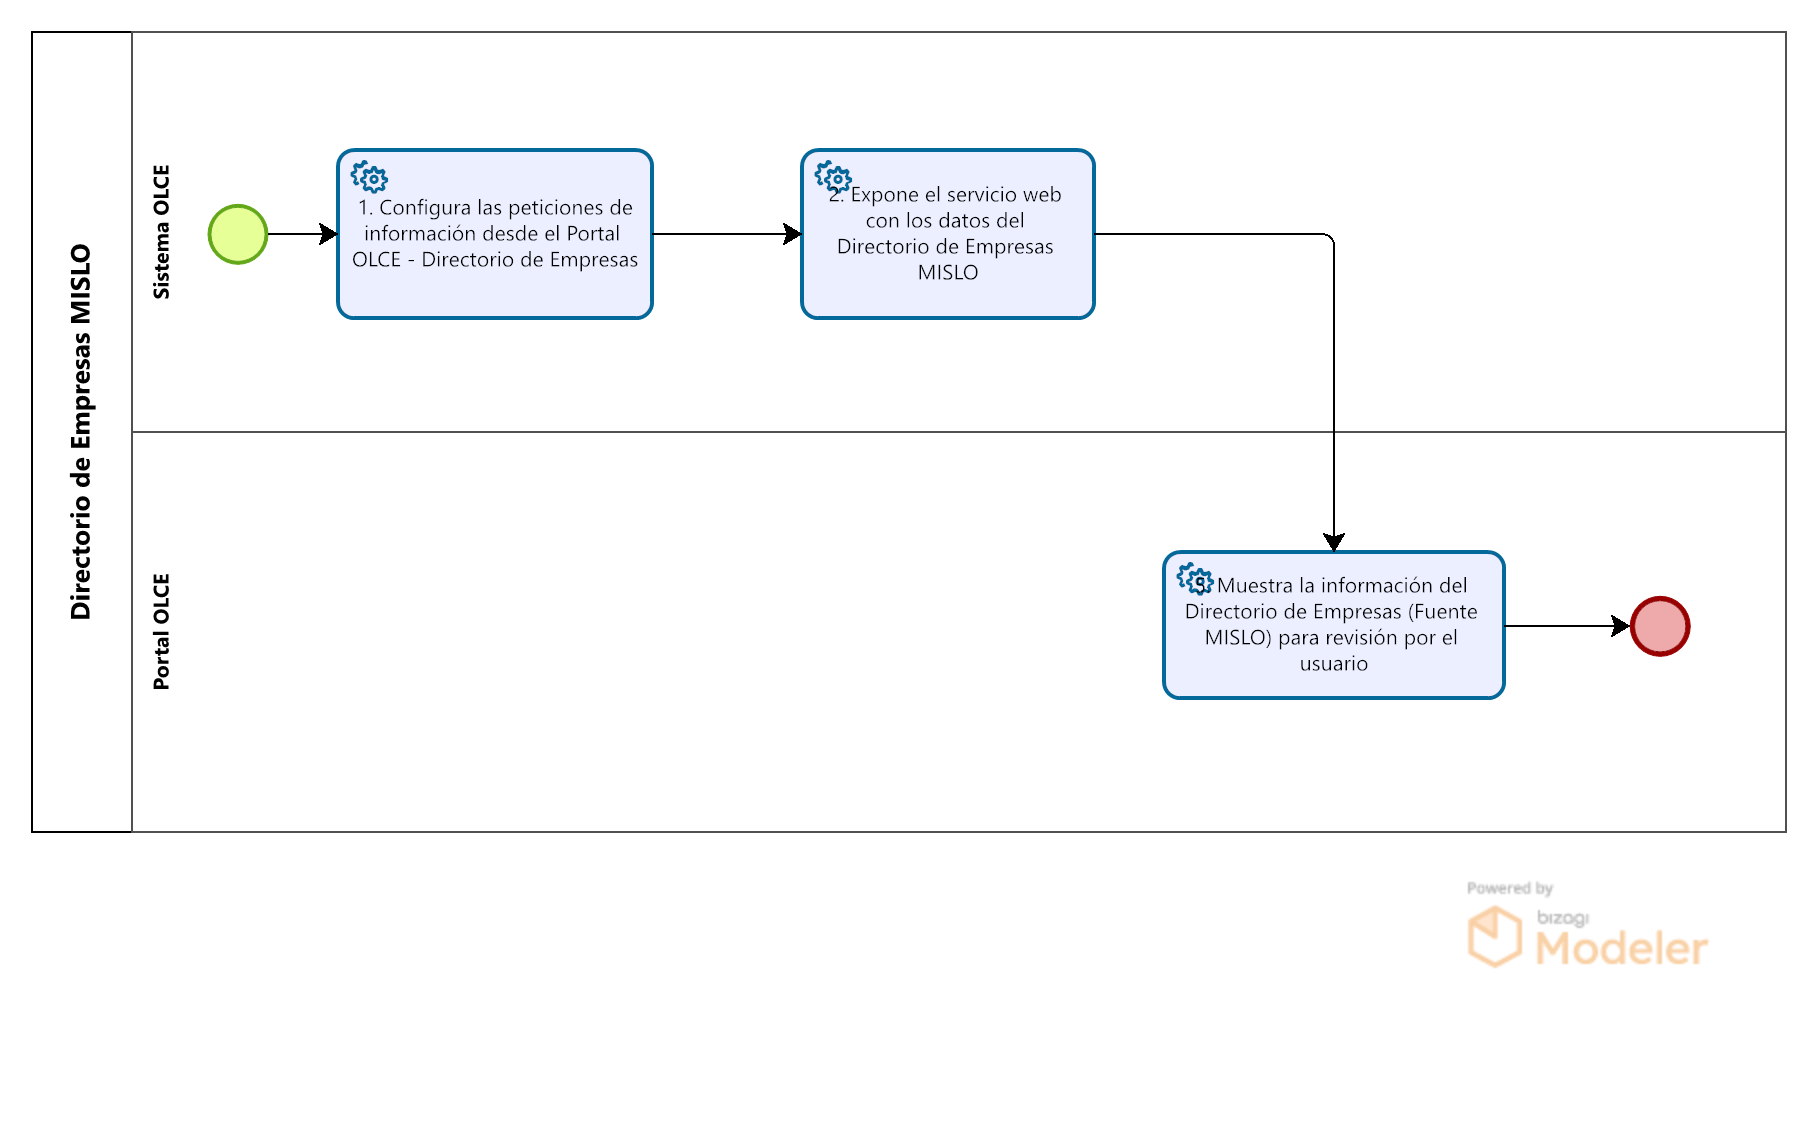 Directorio de Empresas MISLO
Sistema OLCE
1. Configura las peticiones de
información desde el Portal
OLCE - Directorio de Empresas
2. Expone el servicio web
con los datos del
Directorio de Empresas
MISLO
Portal OLCE
3. Muestra la información del
Directorio de Empresas (Fuente
MISLO) para revisión por el
usuario
Powered by
bizagi
Modeler